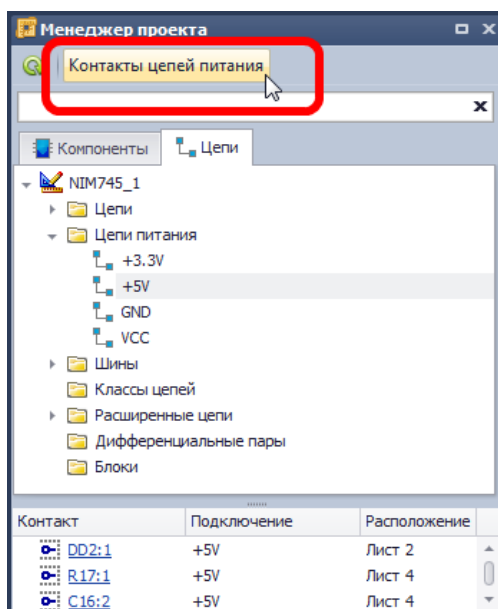 Менеджер проекта
Контакты цепей питания
Компоненты Цепи
NIM745_1
Цепи
Цепи питания
+3.3V
+5V
GND
VCC
Шины
Классы цепей
Расширенные цепи
Дифференциальные пары
Блоки
Контакт Подключение Расположение
DD2:1 +5V Лист 2
R17:1 +5V Лист 4
C16:2 +5V Лист 4